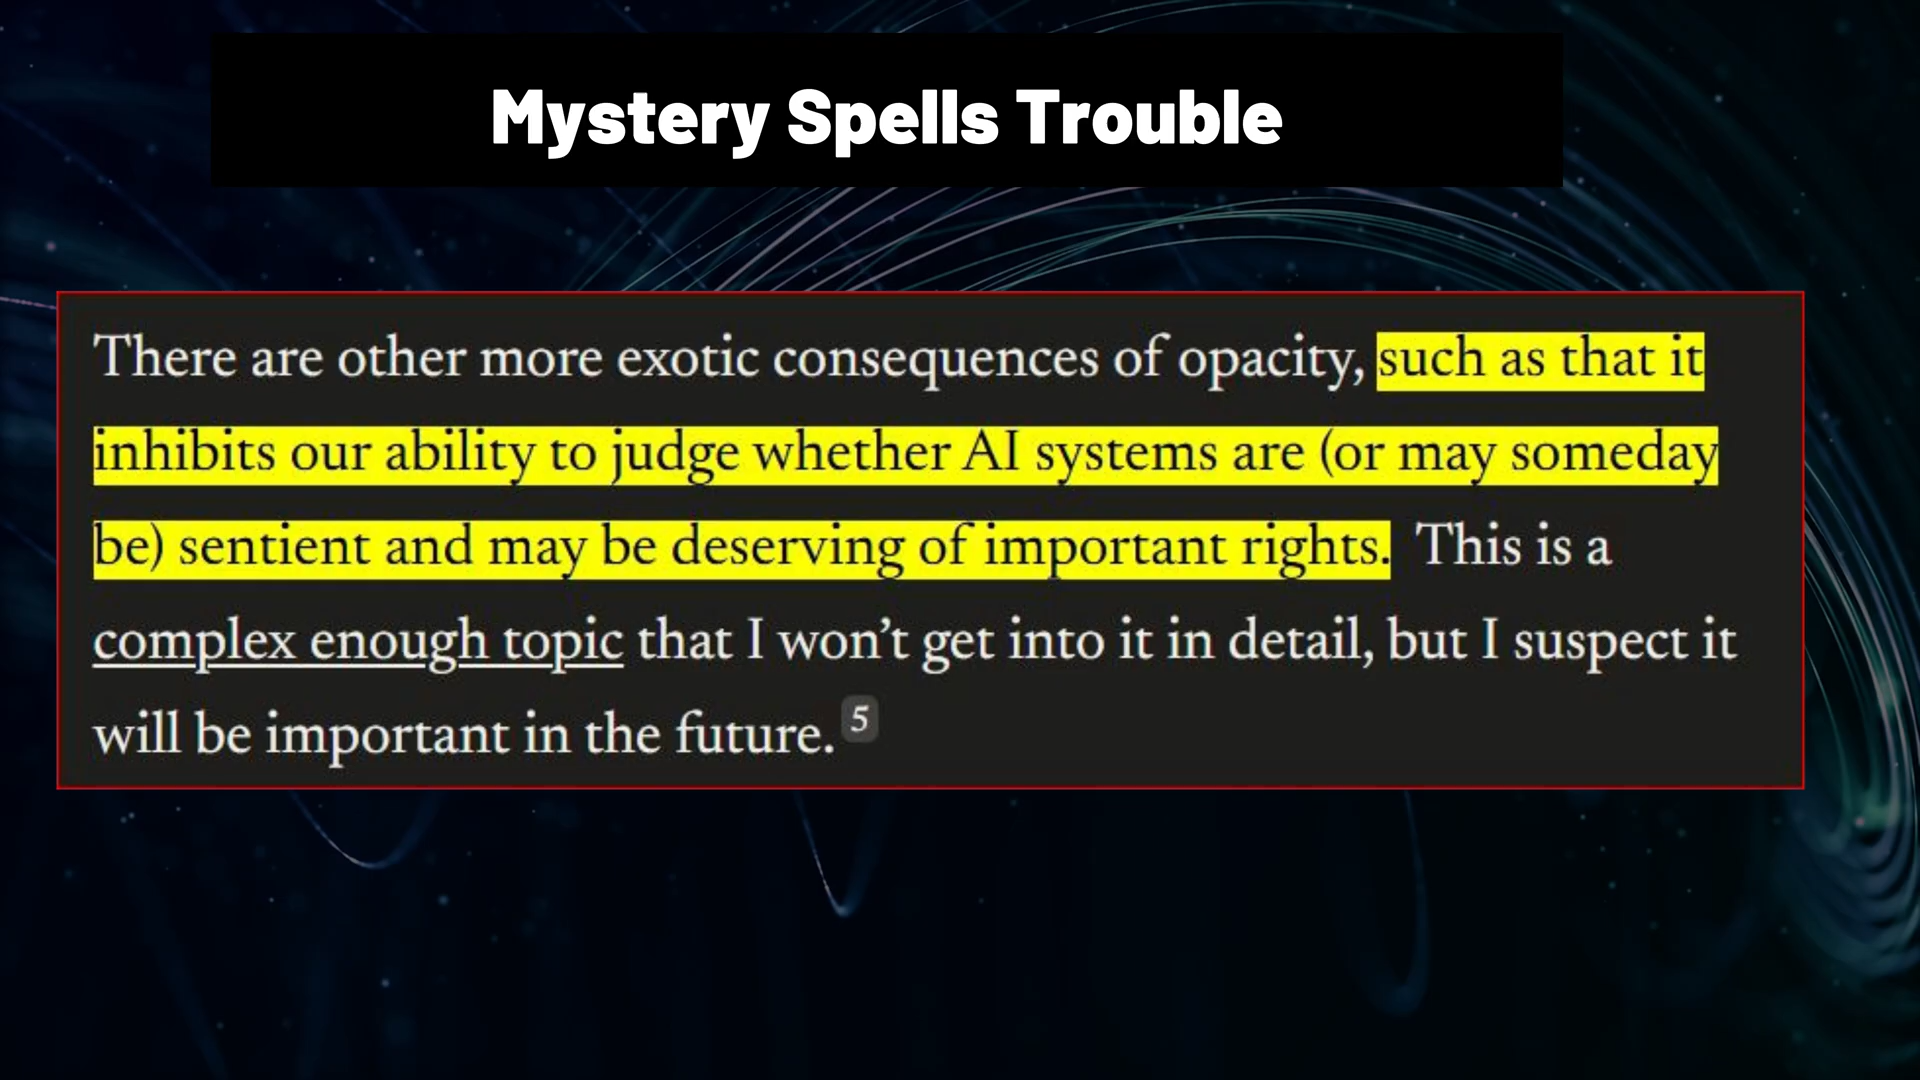 Mystery Spells Trouble
There are other more exotic consequences of opacity, such as that it
inhibits our ability to judge whether AI systems are (or may someday
be) sentient and may be deserving of important rights.  This is a
complex enough topic that I won’t get into it in detail, but I suspect it
will be important in the future. 5